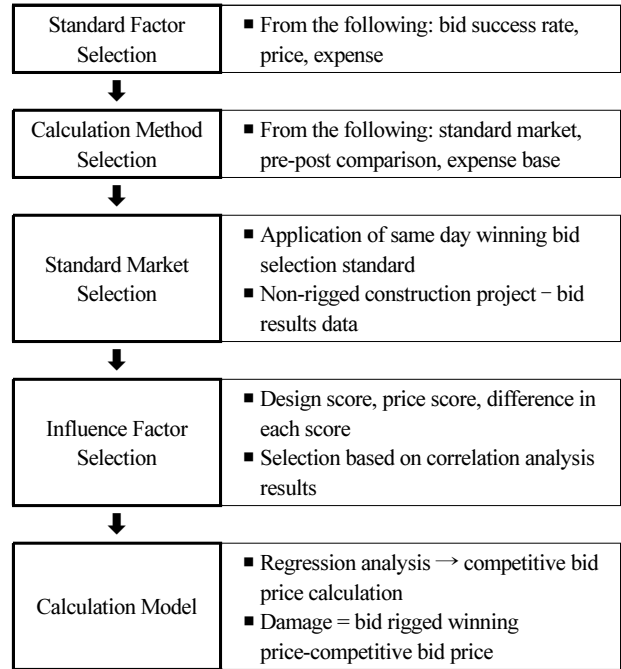 Standard Factor
Selection
■ From the following: bid success rate,
price, expense
Calculation Method
Selection
■ From the following: standard market,
pre-post comparison, expense base
Standard Market
Selection
■ Application of same day winning bid
selection standard
■ Non-rigged construction project − bid
results data
Influence Factor
Selection
■ Design score, price score, difference in
each score
■ Selection based on correlation analysis
results
Calculation Model
■ Regression analysis → competitive bid
price calculation
■ Damage = bid rigged winning
price-competitive bid price